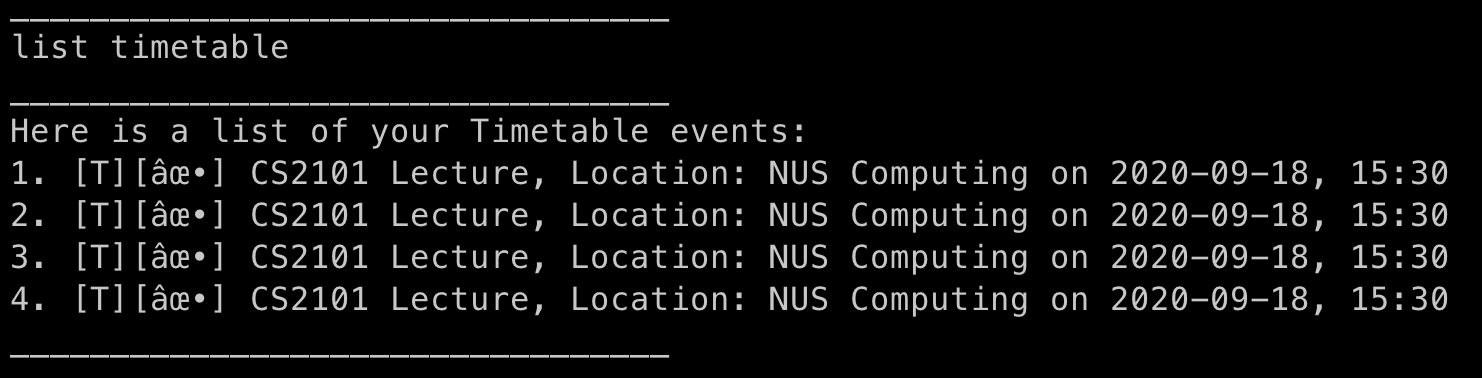 _________________________________
list timetable
_________________________________
Here is a list of your Timetable events:
1. [T][âœ•] CS2101 Lecture, Location: NUS Computing on 2020-09-18, 15:30
2. [T][âœ•] CS2101 Lecture, Location: NUS Computing on 2020-09-18, 15:30
3. [T][âœ•] CS2101 Lecture, Location: NUS Computing on 2020-09-18, 15:30
4. [T][âœ•] CS2101 Lecture, Location: NUS Computing on 2020-09-18, 15:30
_________________________________